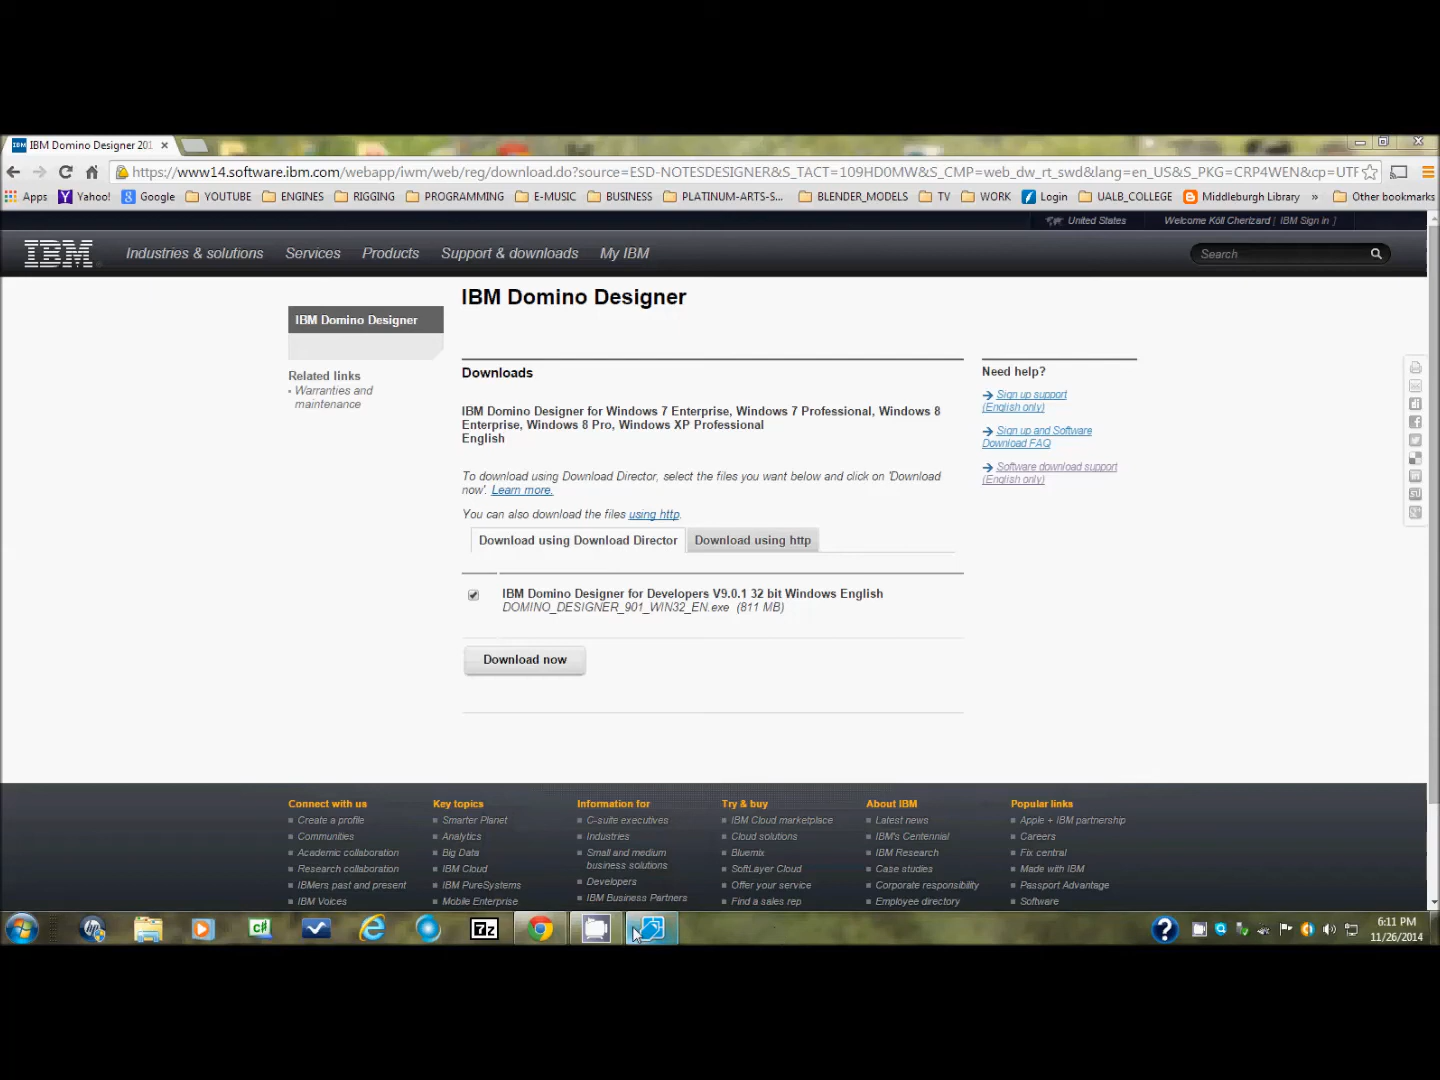 IBM Domino Designer 201
https://www14.software.ibm.com/webapp/iwm/web/reg/download.do?source=ESD-NOTESDESIGNER&S_TACT=109HD0MW&S_CMP=web_dw_rt_swd&lang=en_US&S_PKG=CRP4WEN&cp=UTF
Apps Yahoo! Google YOUTUBE ENGINES RIGGING PROGRAMMING E-MUSIC BUSINESS PLATINUM-ARTS-S... BLENDER_MODELS TV WORK Login UALB_COLLEGE Middleburgh Library » Other bookmarks
United States Welcome Köll Cherizard [ IBM Sign in ]
IBM Industries & solutions Services Products Support & downloads My IBM Search
IBM Domino Designer
IBM Domino Designer
Related links
Warranties and
maintenance
Downloads
IBM Domino Designer for Windows 7 Enterprise, Windows 7 Professional, Windows 8
Enterprise, Windows 8 Pro, Windows XP Professional
English
To download using Download Director, select the files you want below and click on 'Download
now'. Learn more.
You can also download the files using http.
Download using Download Director Download using http
IBM Domino Designer for Developers V9.0.1 32 bit Windows English
DOMINO_DESIGNER_901_WIN32_EN.exe (811 MB)
Download now
Need help?
Sign up support
(English only)
Sign up and Software
Download FAQ
Software download support
(English only)
Connect with us
Create a profile
Communities
Academic collaboration
Research collaboration
IBMers past and present
IBM Voices
Key topics
Smarter Planet
Analytics
Big Data
IBM Cloud
IBM PureSystems
Mobile Enterprise
Information for
C-suite executives
Industries
Small and medium
business solutions
Developers
IBM Business Partners
Try & buy
IBM Cloud marketplace
Cloud solutions
Bluemix
SoftLayer Cloud
Offer your service
Find a sales rep
About IBM
Latest news
IBM's Centennial
IBM Research
Case studies
Corporate responsibility
Employee directory
Popular links
Apple + IBM partnership
Careers
Fix central
Made with IBM
Passport Advantage
Software
7z
6:11 PM
11/26/2014